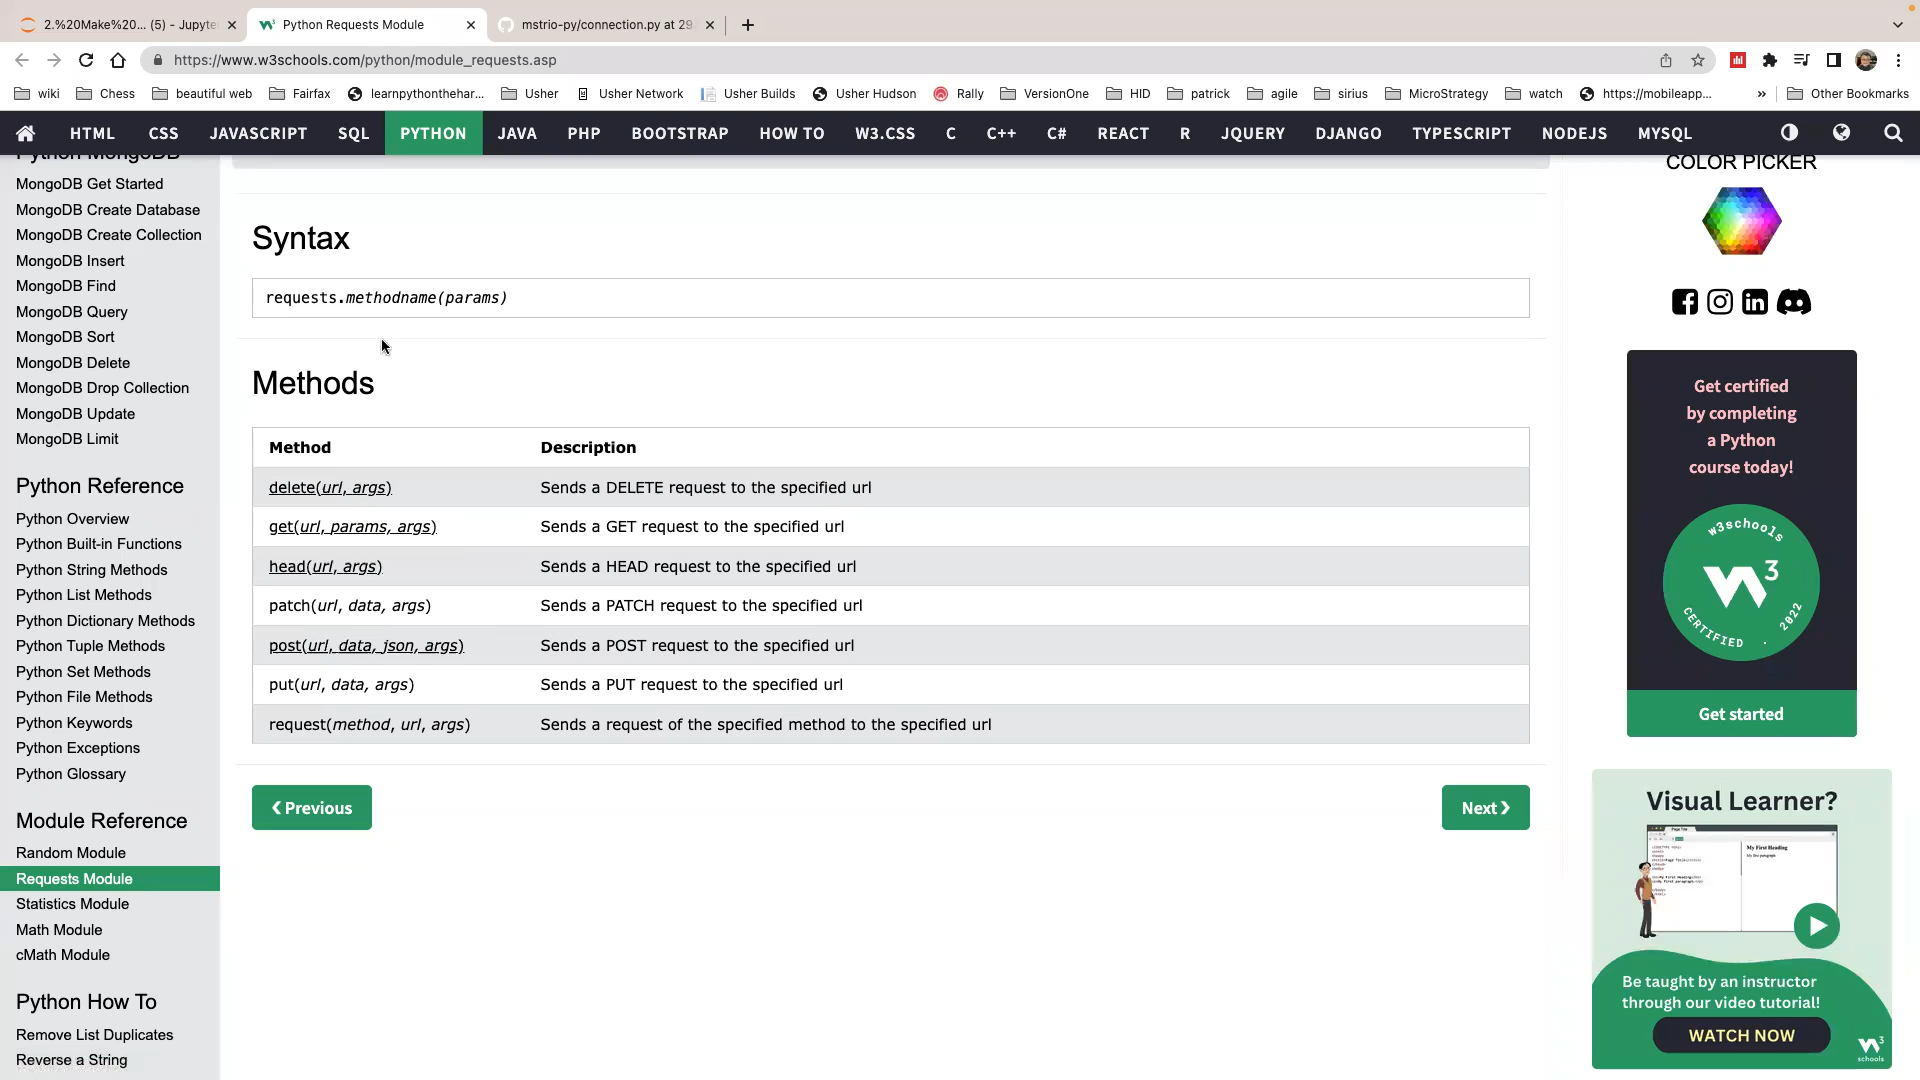 2.%20Make%20... (5) - Jupyte
Python Requests Module
mstrio-py/connection.py at 29
https://www.w3schools.com/python/module_requests.asp
wiki
Chess
beautiful web
Fairfax
learnpythonthehar...
Usher
Usher Network
Usher Builds
Usher Hudson
Rally
VersionOne
HID
patrick
agile
sirius
MicroStrategy
watch
https://mobileapp...
»
Other Bookmarks
HTML
CSS
JAVASCRIPT
SQL
PYTHON
JAVA
PHP
BOOTSTRAP
HOW TO
W3.CSS
C
C++
C#
REACT
R
JQUERY
DJANGO
TYPESCRIPT
NODEJS
MYSQL
Python MongoDB
MongoDB Get Started
MongoDB Create Database
MongoDB Create Collection
MongoDB Insert
MongoDB Find
MongoDB Query
MongoDB Sort
MongoDB Delete
MongoDB Drop Collection
MongoDB Update
MongoDB Limit
Python Reference
Python Overview
Python Built-in Functions
Python String Methods
Python List Methods
Python Dictionary Methods
Python Tuple Methods
Python Set Methods
Python File Methods
Python Keywords
Python Exceptions
Python Glossary
Module Reference
Random Module
Requests Module
Statistics Module
Math Module
cMath Module
Python How To
Remove List Duplicates
Reverse a String
Syntax
requests.methodname(params)
Methods
Method Description
delete(url, args) Sends a DELETE request to the specified url
get(url, params, args) Sends a GET request to the specified url
head(url, args) Sends a HEAD request to the specified url
patch(url, data, args) Sends a PATCH request to the specified url
post(url, data, json, args) Sends a POST request to the specified url
put(url, data, args) Sends a PUT request to the specified url
request(method, url, args) Sends a request of the specified method to the specified url
❮ Previous
Next ❯
COLOR PICKER
Get certified
by completing
a Python
course today!
w3schools
W3
CERTIFIED . 2022
Get started
Visual Learner?
My First Heading
My first paragraph.
Be taught by an instructor
through our video tutorial!
WATCH NOW
W3
schools